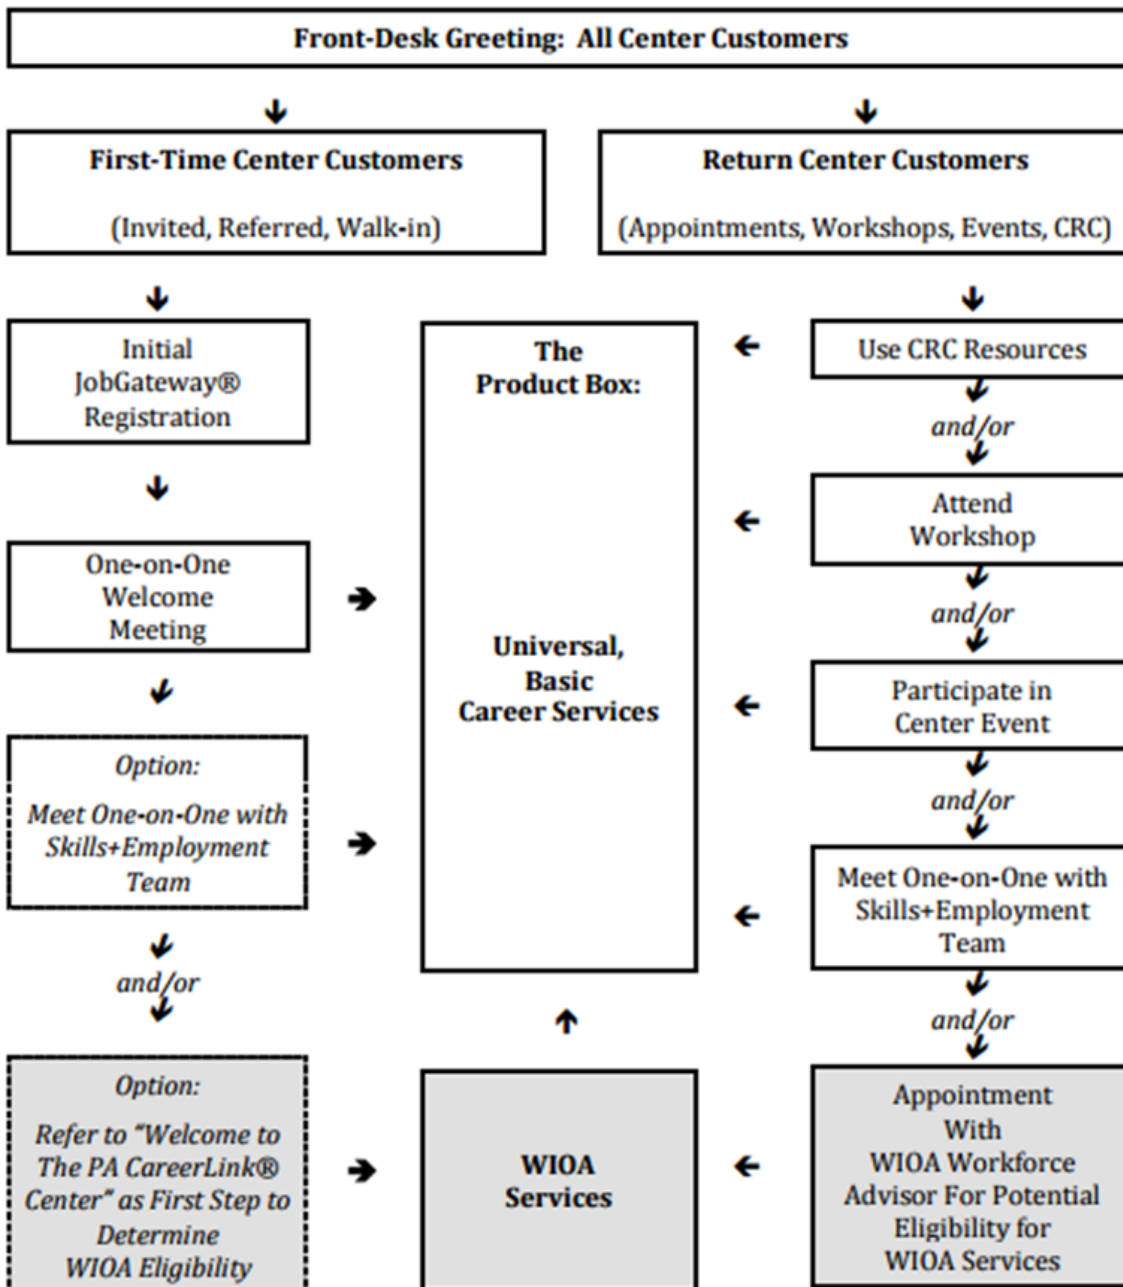 Front-Desk Greeting: All Center Customers
First-Time Center Customers
(Invited, Referred, Walk-in)
Return Center Customers
(Appointments, Workshops, Events, CRC)
Initial
JobGateway®
Registration
One-on-One
Welcome
Meeting
Option:
Meet One-on-One with
Skills+Employment
Team
and/or
Option:
Refer to "Welcome to
The PA CareerLink®
Center" as First Step to
Determine
WIOA Eligibility
The
Product Box:
Universal,
Basic
Career Services
WIOA
Services
Use CRC Resources
and/or
Attend
Workshop
and/or
Participate in
Center Event
and/or
Meet One-on-One with
Skills+Employment
Team
and/or
Appointment
With
WIOA Workforce
Advisor For Potential
Eligibility for
WIOA Services